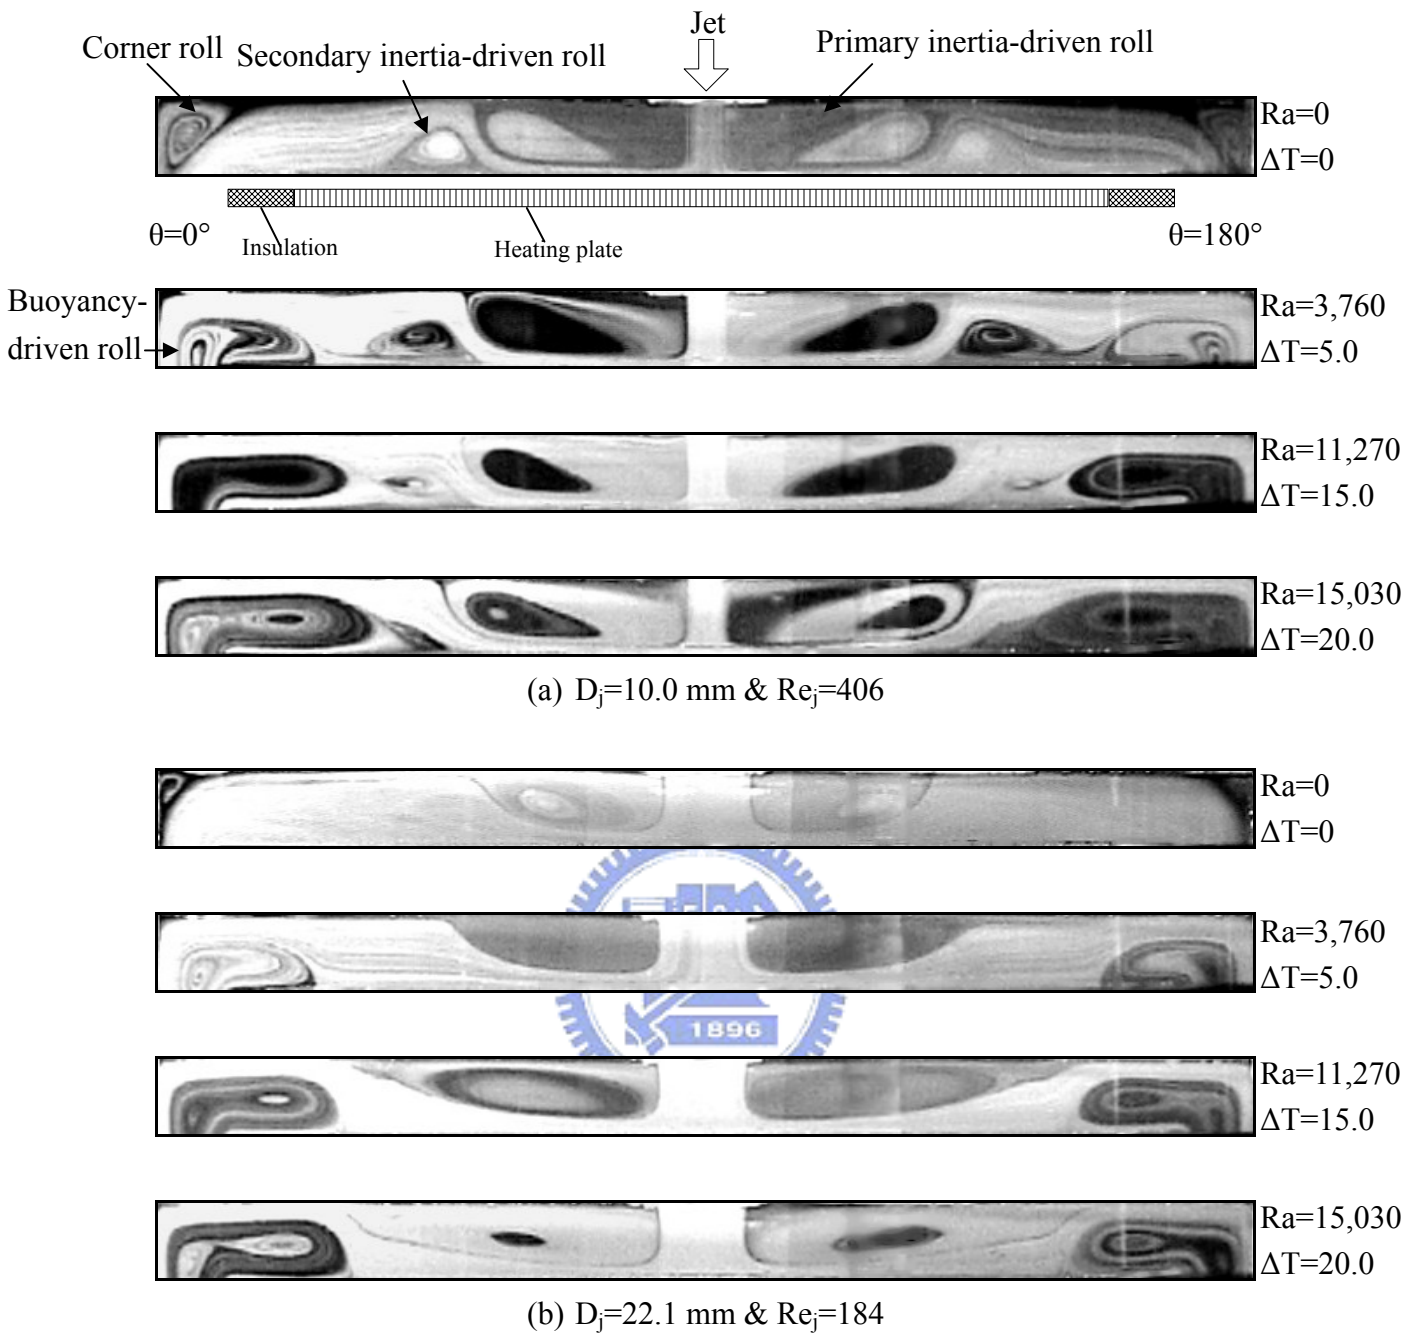 Jet
Corner roll
Secondary inertia-driven roll
Primary inertia-driven roll
Ra=0
ΔT=0
θ=0°
Insulation
Heating plate
θ=180°
Buoyancy-
driven roll
Ra=3,760
ΔT=5.0
Ra=11,270
ΔT=15.0
Ra=15,030
ΔT=20.0
(a) Dj=10.0 mm & Rej=406
Ra=0
ΔT=0
Ra=3,760
ΔT=5.0
1896
Ra=11,270
ΔT=15.0
Ra=15,030
ΔT=20.0
(b) Dj=22.1 mm & Rej=184